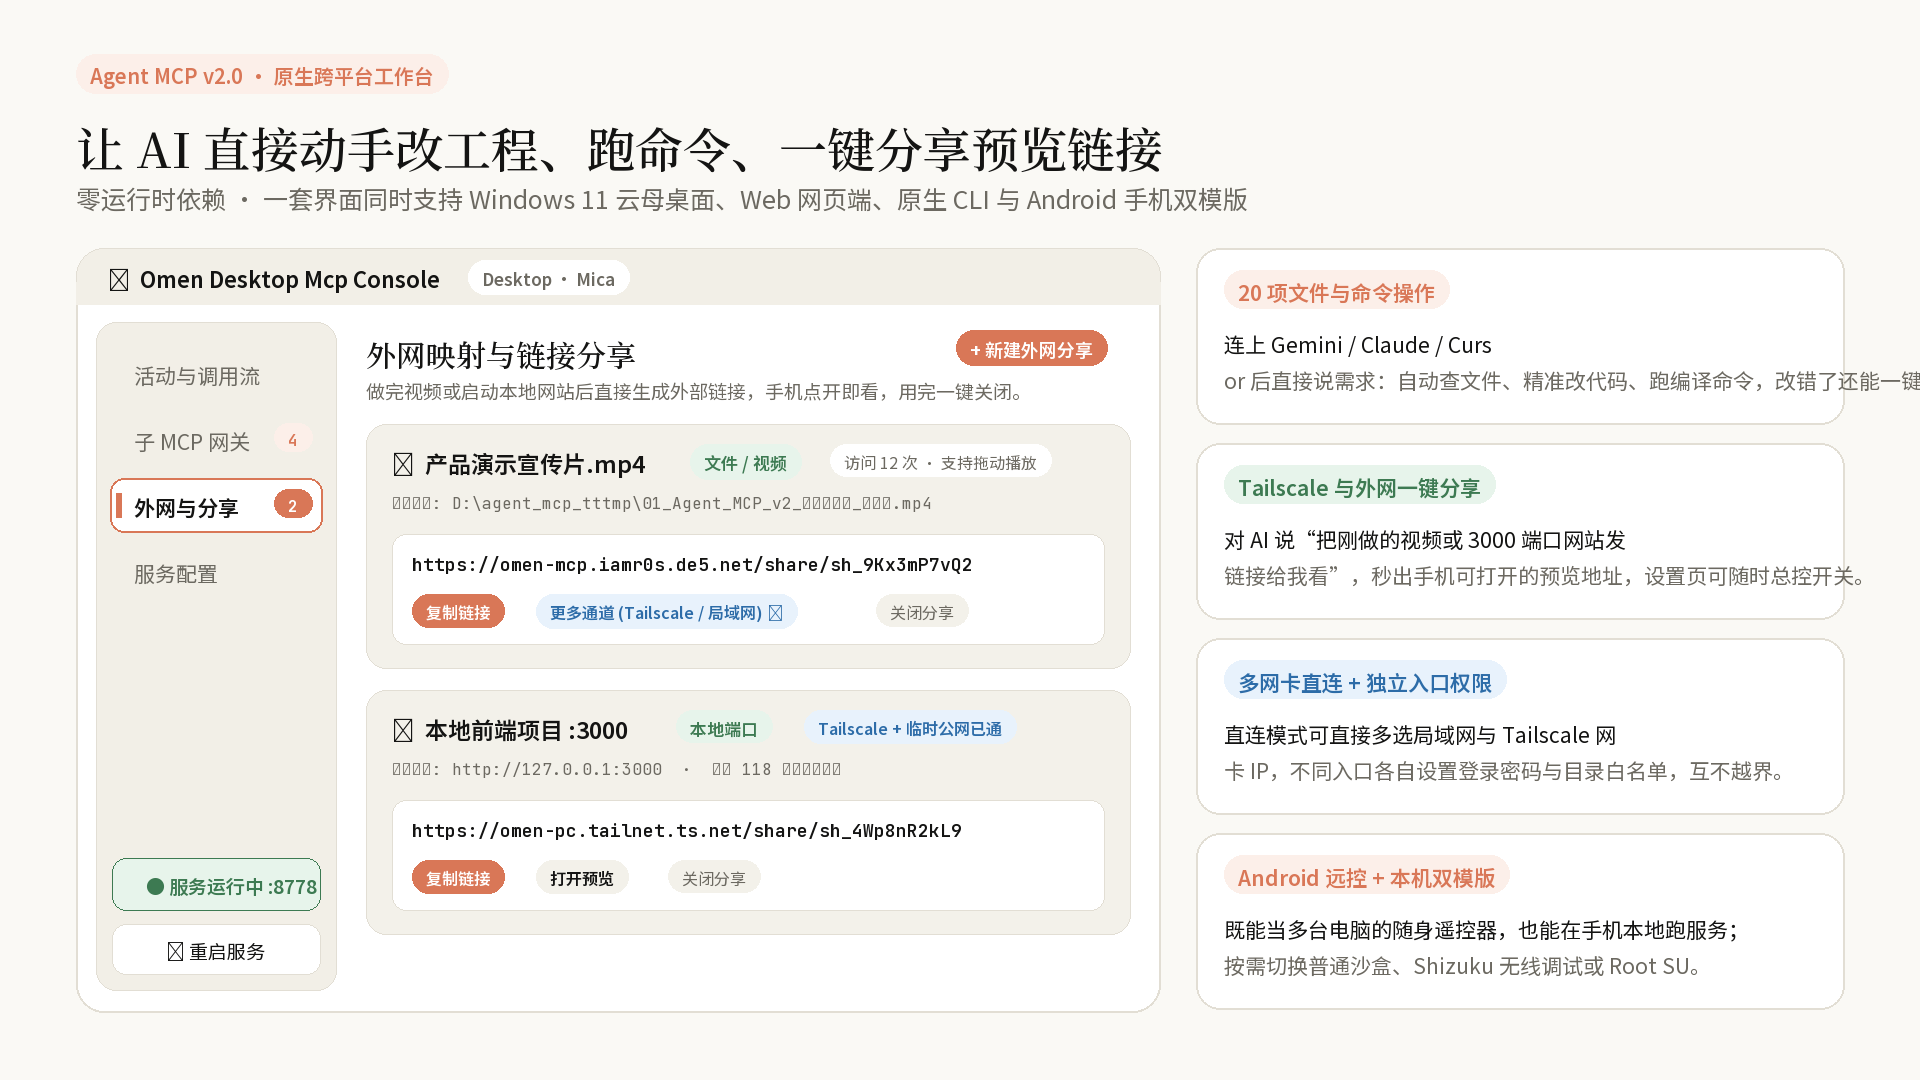 Agent MCP v2.0 · 原生跨平台工作台
让 AI 直接动手改工程、跑命令、一键分享预览链接
零运行时依赖 · 一套界面同时支持 Windows 11 云母桌面、Web 网页端、原生 CLI 与 Android 手机双模版
Omen Desktop Mcp Console
Desktop · Mica
活动与调用流
子 MCP 网关 4
外网与分享 2
服务配置
● 服务运行中 :8778
重启服务
外网映射与链接分享
+ 新建外网分享
做完视频或启动本地网站后直接生成外部链接，手机点开即看，用完一键关闭。
产品演示宣传片.mp4
文件 / 视频
访问 12 次 · 支持拖动播放
: D:\agent_mcp_tttmp\01_Agent_MCP_v2_ _ .mp4
https://omen-mcp.iamr0s.de5.net/share/sh_9Kx3mP7vQ2
复制链接
更多通道 (Tailscale / 局域网)
关闭分享
本地前端项目 :3000
本地端口
Tailscale + 临时公网已通
: http://127.0.0.1:3000 · 118
https://omen-pc.tailnet.ts.net/share/sh_4Wp8nR2kL9
复制链接
打开预览
关闭分享
20 项文件与命令操作
连上 Gemini / Claude / Curs
or 后直接说需求：自动查文件、精准改代码、跑编译命令，改错了还能一键
Tailscale 与外网一键分享
对 AI 说“把刚做的视频或 3000 端口网站发
链接给我看”，秒出手机可打开的预览地址，设置页可随时总控开关。
多网卡直连 + 独立入口权限
直连模式可直接多选局域网与 Tailscale 网
卡 IP，不同入口各自设置登录密码与目录白名单，互不越界。
Android 远控 + 本机双模版
既能当多台电脑的随身遥控器，也能在手机本地跑服务；
按需切换普通沙盒、Shizuku 无线调试或 Root SU。